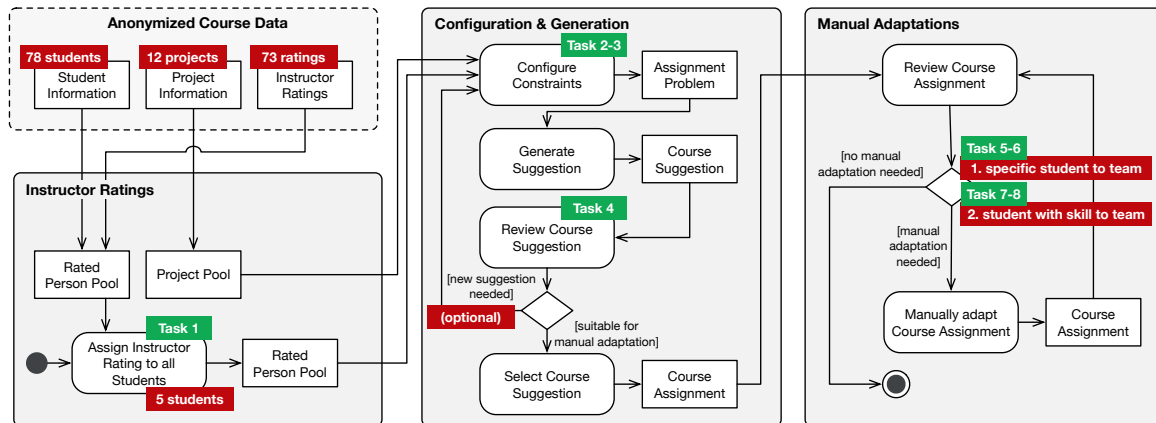 Anonymized Course Data
78 students
12 projects
73 ratings
Student
Information
Project
Information
Instructor
Ratings
Instructor Ratings
Rated
Person Pool
Project Pool
Task 1
Assign Instructor
Rating to all
Students
5 students
Rated
Person Pool
Configuration & Generation
Task 2-3
Configure
Constraints
Assignment
Problem
Generate
Suggestion
Course
Suggestion
Task 4
Review Course
Suggestion
[new suggestion
needed]
(optional)
[suitable for
manual adaptation]
Select Course
Suggestion
Course
Assignment
Manual Adaptations
Review Course
Assignment
Task 5-6
1. specific student to team
Task 7-8
2. student with skill to team
[no manual
adaptation needed]
[manual
adaptation
needed]
Manually adapt
Course Assignment
Course
Assignment